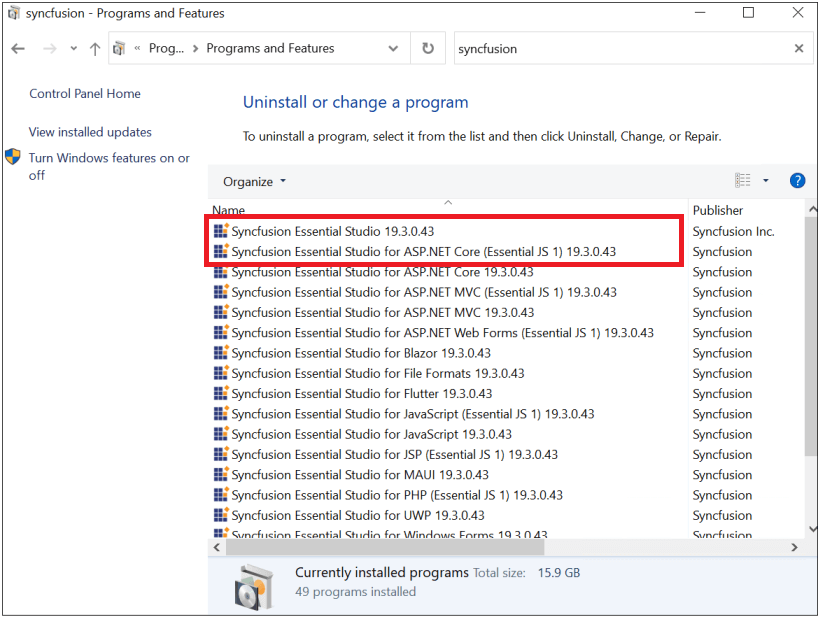 syncfusion - Programs and Features
« Prog... > Programs and Features
syncfusion
Control Panel Home
View installed updates
Turn Windows features on or
off
Uninstall or change a program
To uninstall a program, select it from the list and then click Uninstall, Change, or Repair.
Organize
?
Name Publisher
Syncfusion Essential Studio 19.3.0.43 Syncfusion Inc.
Syncfusion Essential Studio for ASP.NET Core (Essential JS 1) 19.3.0.43 Syncfusion
Syncfusion Essential Studio for ASP.NET Core 19.3.0.43 Syncfusion
Syncfusion Essential Studio for ASP.NET MVC (Essential JS 1) 19.3.0.43 Syncfusion
Syncfusion Essential Studio for ASP.NET MVC 19.3.0.43 Syncfusion
Syncfusion Essential Studio for ASP.NET Web Forms (Essential JS 1) 19.3.0.43 Syncfusion
Syncfusion Essential Studio for Blazor 19.3.0.43 Syncfusion
Syncfusion Essential Studio for File Formats 19.3.0.43 Syncfusion
Syncfusion Essential Studio for Flutter 19.3.0.43 Syncfusion
Syncfusion Essential Studio for JavaScript (Essential JS 1) 19.3.0.43 Syncfusion
Syncfusion Essential Studio for JavaScript 19.3.0.43 Syncfusion
Syncfusion Essential Studio for JSP (Essential JS 1) 19.3.0.43 Syncfusion
Syncfusion Essential Studio for MAUI 19.3.0.43 Syncfusion
Syncfusion Essential Studio for PHP (Essential JS 1) 19.3.0.43 Syncfusion
Syncfusion Essential Studio for UWP 19.3.0.43 Syncfusion
Syncfusion Essential Studio for Windows Forms 19.3.0.43 Syncfusion
Currently installed programs Total size: 15.9 GB
49 programs installed